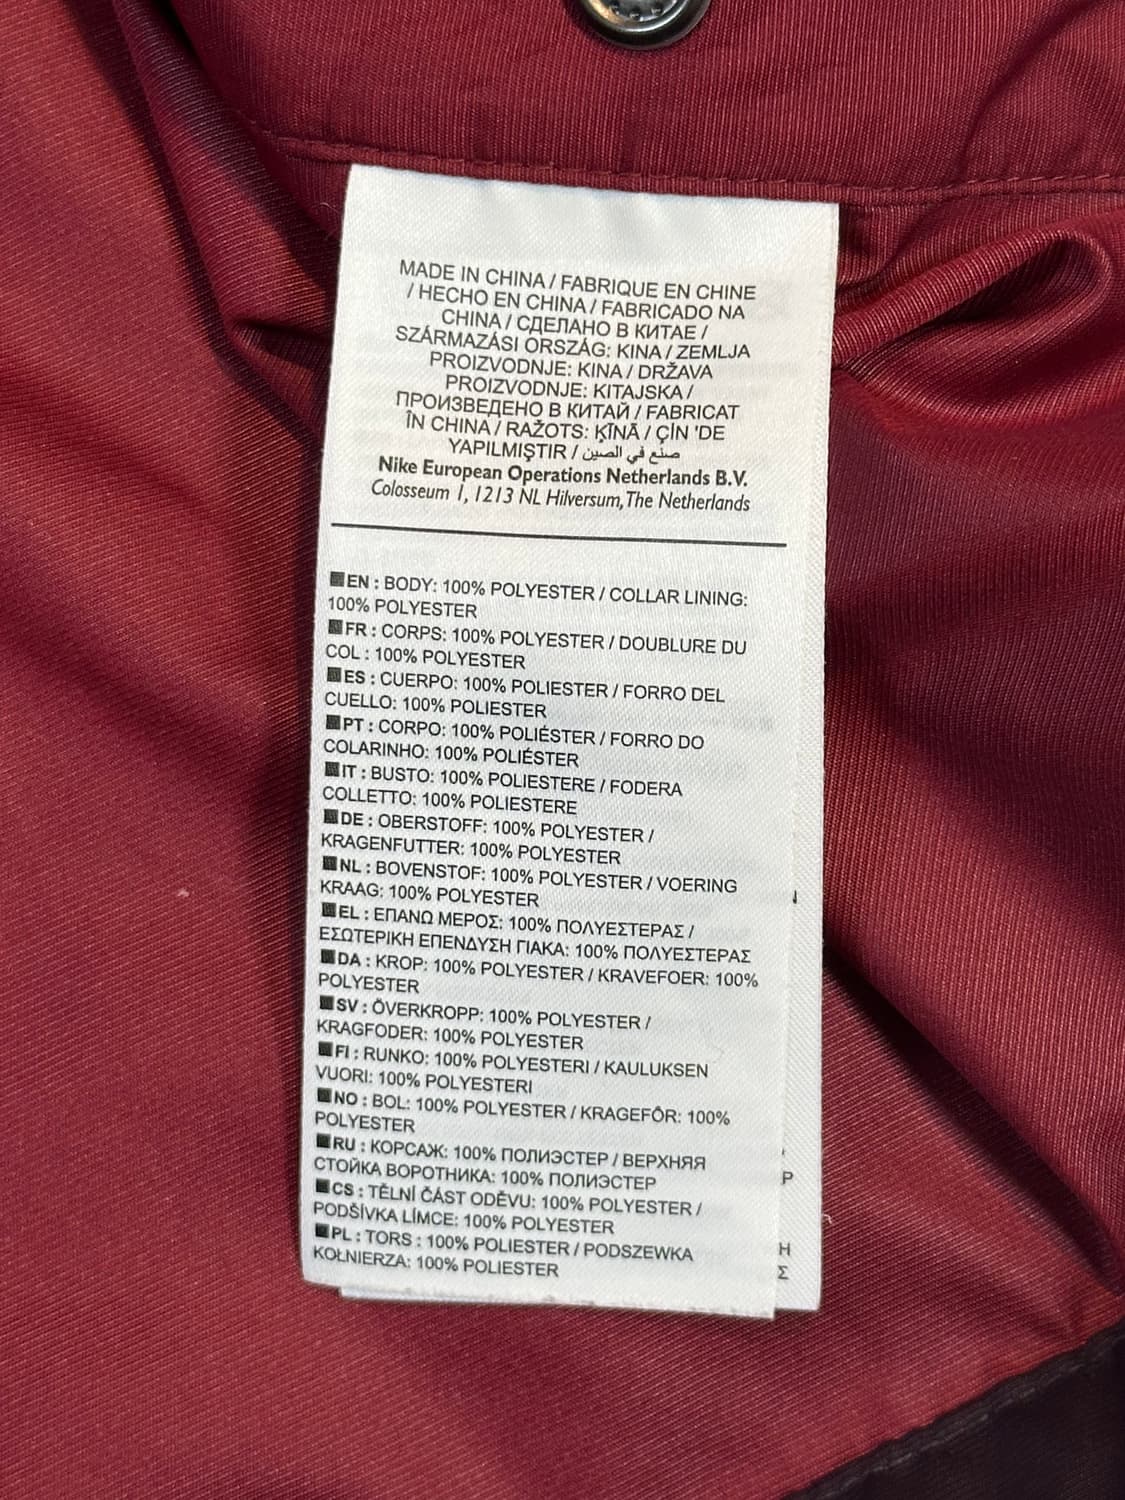 MADE IN CHINA / FABRIQUE EN CHINE
/ HECHO EN CHINA / FABRICADO NA
CHINA / СДЕЛАНО В КИТАЕ /
SZÁRMAZÁSI ORSZÁG: KINA / ZEMLJA
PROIZVODNJE: KINA / DRŽAVA
PROIZVODNJE: KITAJSKA /
ПРОИЗВЕДЕНО В КИТАЙ / FABRICAT
ÎN CHINA / RAŽOTS: ĶĪNĀ / ÇİN 'DE
YAPILMIŞTIR / صنع في الصين
Nike European Operations Netherlands B.V.
Colosseum 1, 1213 NL Hilversum, The Netherlands
EN : BODY: 100% POLYESTER / COLLAR LINING:
100% POLYESTER
FR : CORPS: 100% POLYESTER / DOUBLURE DU
COL : 100% POLYESTER
ES : CUERPO: 100% POLIESTER / FORRO DEL
CUELLO: 100% POLIESTER
PT : CORPO: 100% POLIÉSTER / FORRO DO
COLARINHO: 100% POLIÉSTER
IT : BUSTO: 100% POLIESTERE / FODERA
COLLETTO: 100% POLIESTERE
DE : OBERSTOFF: 100% POLYESTER /
KRAGENFUTTER: 100% POLYESTER
NL : BOVENSTOF: 100% POLYESTER / VOERING
KRAAG: 100% POLYESTER
EL : ΕΠΑΝΩ ΜΕΡΟΣ: 100% ΠΟΛΥΕΣΤΕΡΑΣ /
ΕΣΩΤΕΡΙΚΗ ΕΠΕΝΔΥΣΗ ΓΙΑΚΑ: 100% ΠΟΛΥΕΣΤΕΡΑΣ
DA : KROP: 100% POLYESTER / KRAVEFOER: 100%
POLYESTER
SV : ÖVERKROPP: 100% POLYESTER /
KRAGFODER: 100% POLYESTER
FI : RUNKO: 100% POLYESTERI / KAULUKSEN
VUORI: 100% POLYESTERI
NO : BOL: 100% POLYESTER / KRAGEFÔR: 100%
POLYESTER
RU : КОРСАЖ: 100% ПОЛИЭСТЕР / ВЕРХНЯЯ
СТОЙКА ВОРОТНИКА: 100% ПОЛИЭСТЕР
CS : TĚLNÍ ČÁST ODĚVU: 100% POLYESTER /
PODŠÍVKA LÍMCE: 100% POLYESTER
PL : TORS : 100% POLIESTER / PODSZEWKA
KOŁNIERZA: 100% POLIESTER